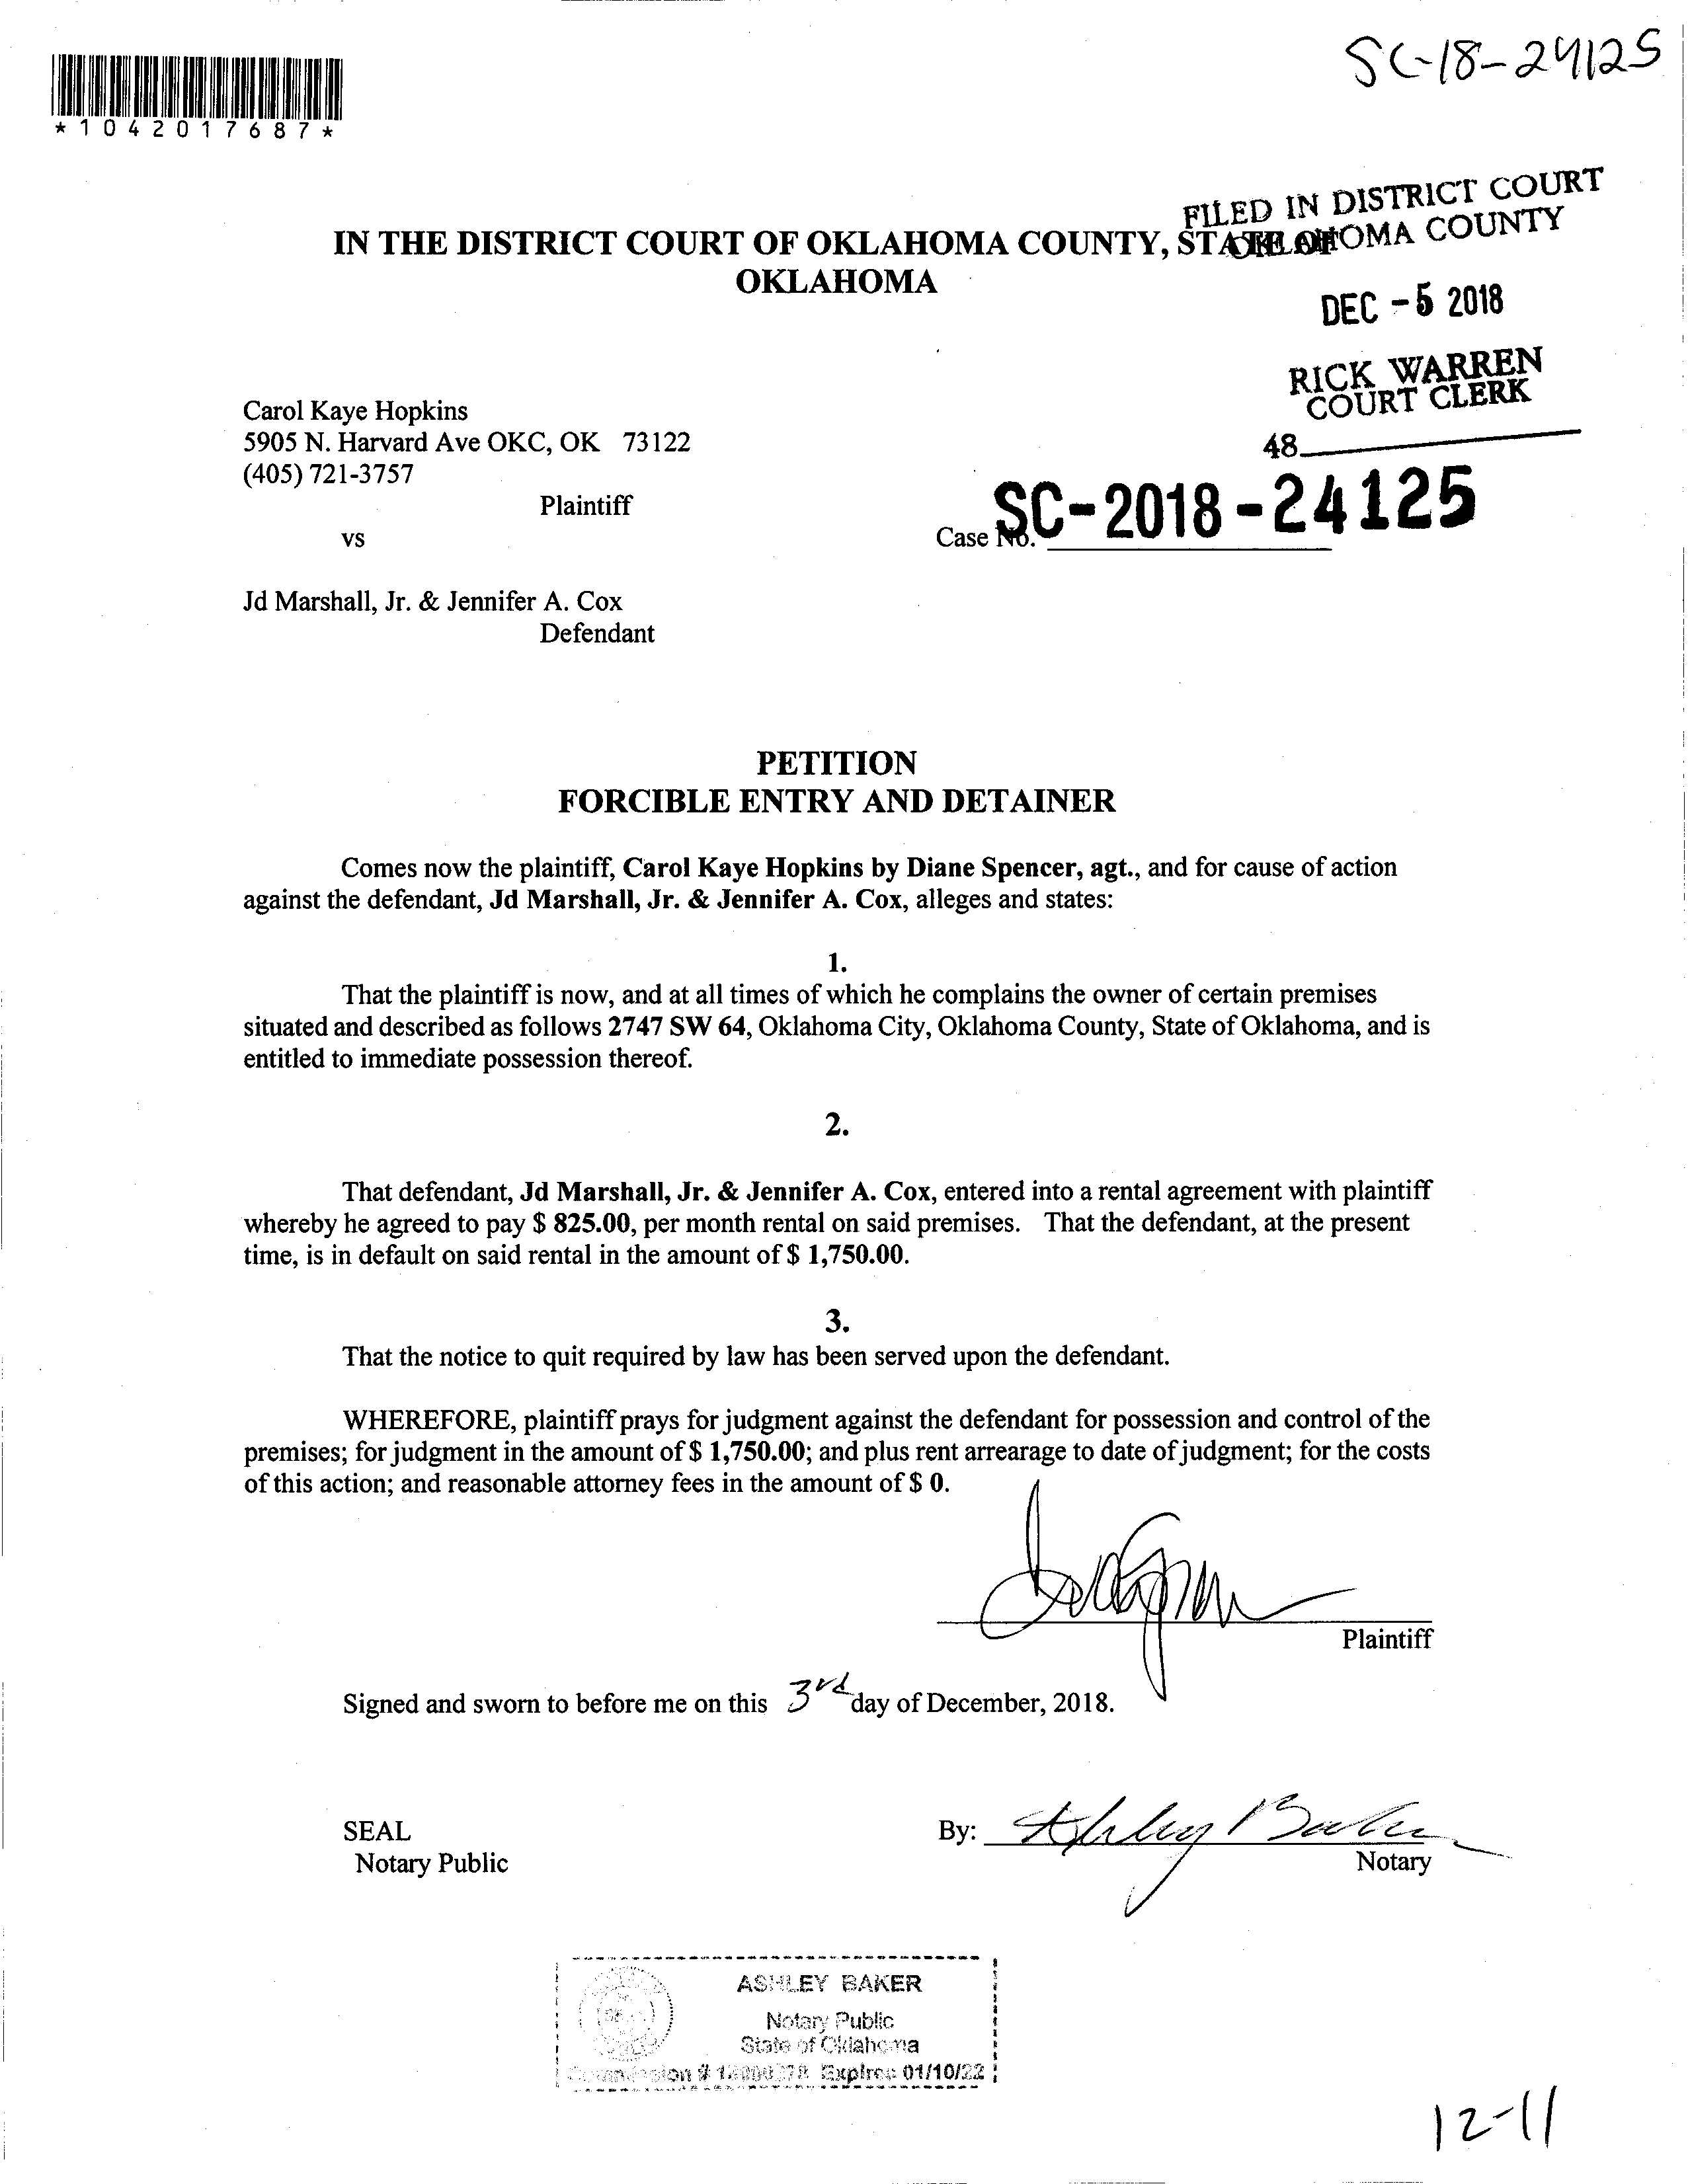 SC-18-24125
*1042017687*
FILED IN DISTRICT COURT
OKLAHOMA COUNTY
IN THE DISTRICT COURT OF OKLAHOMA COUNTY, STATE OF
OKLAHOMA
DEC -5 2018
RICK WARREN
COURT CLERK
48
Carol Kaye Hopkins
5905 N. Harvard Ave OKC, OK 73122
(405) 721-3757
Plaintiff
vs
Case No. SC-2018-24125
Jd Marshall, Jr. & Jennifer A. Cox
Defendant
PETITION
FORCIBLE ENTRY AND DETAINER
Comes now the plaintiff, Carol Kaye Hopkins by Diane Spencer, agt., and for cause of action
against the defendant, Jd Marshall, Jr. & Jennifer A. Cox, alleges and states:
1.
That the plaintiff is now, and at all times of which he complains the owner of certain premises
situated and described as follows 2747 SW 64, Oklahoma City, Oklahoma County, State of Oklahoma, and is
entitled to immediate possession thereof.
2.
That defendant, Jd Marshall, Jr. & Jennifer A. Cox, entered into a rental agreement with plaintiff
whereby he agreed to pay $ 825.00, per month rental on said premises. That the defendant, at the present
time, is in default on said rental in the amount of $ 1,750.00.
3.
That the notice to quit required by law has been served upon the defendant.
WHEREFORE, plaintiff prays for judgment against the defendant for possession and control of the
premises; for judgment in the amount of $ 1,750.00; and plus rent arrearage to date of judgment; for the costs
of this action; and reasonable attorney fees in the amount of $ 0.
Plaintiff
Signed and sworn to before me on this 3rd day of December, 2018.
SEAL
By: Ashley Baker
Notary Public
Notary
ASHLEY BAKER
Notary Public
State of Oklahoma
Commission # Expires 01/10/22
12-11